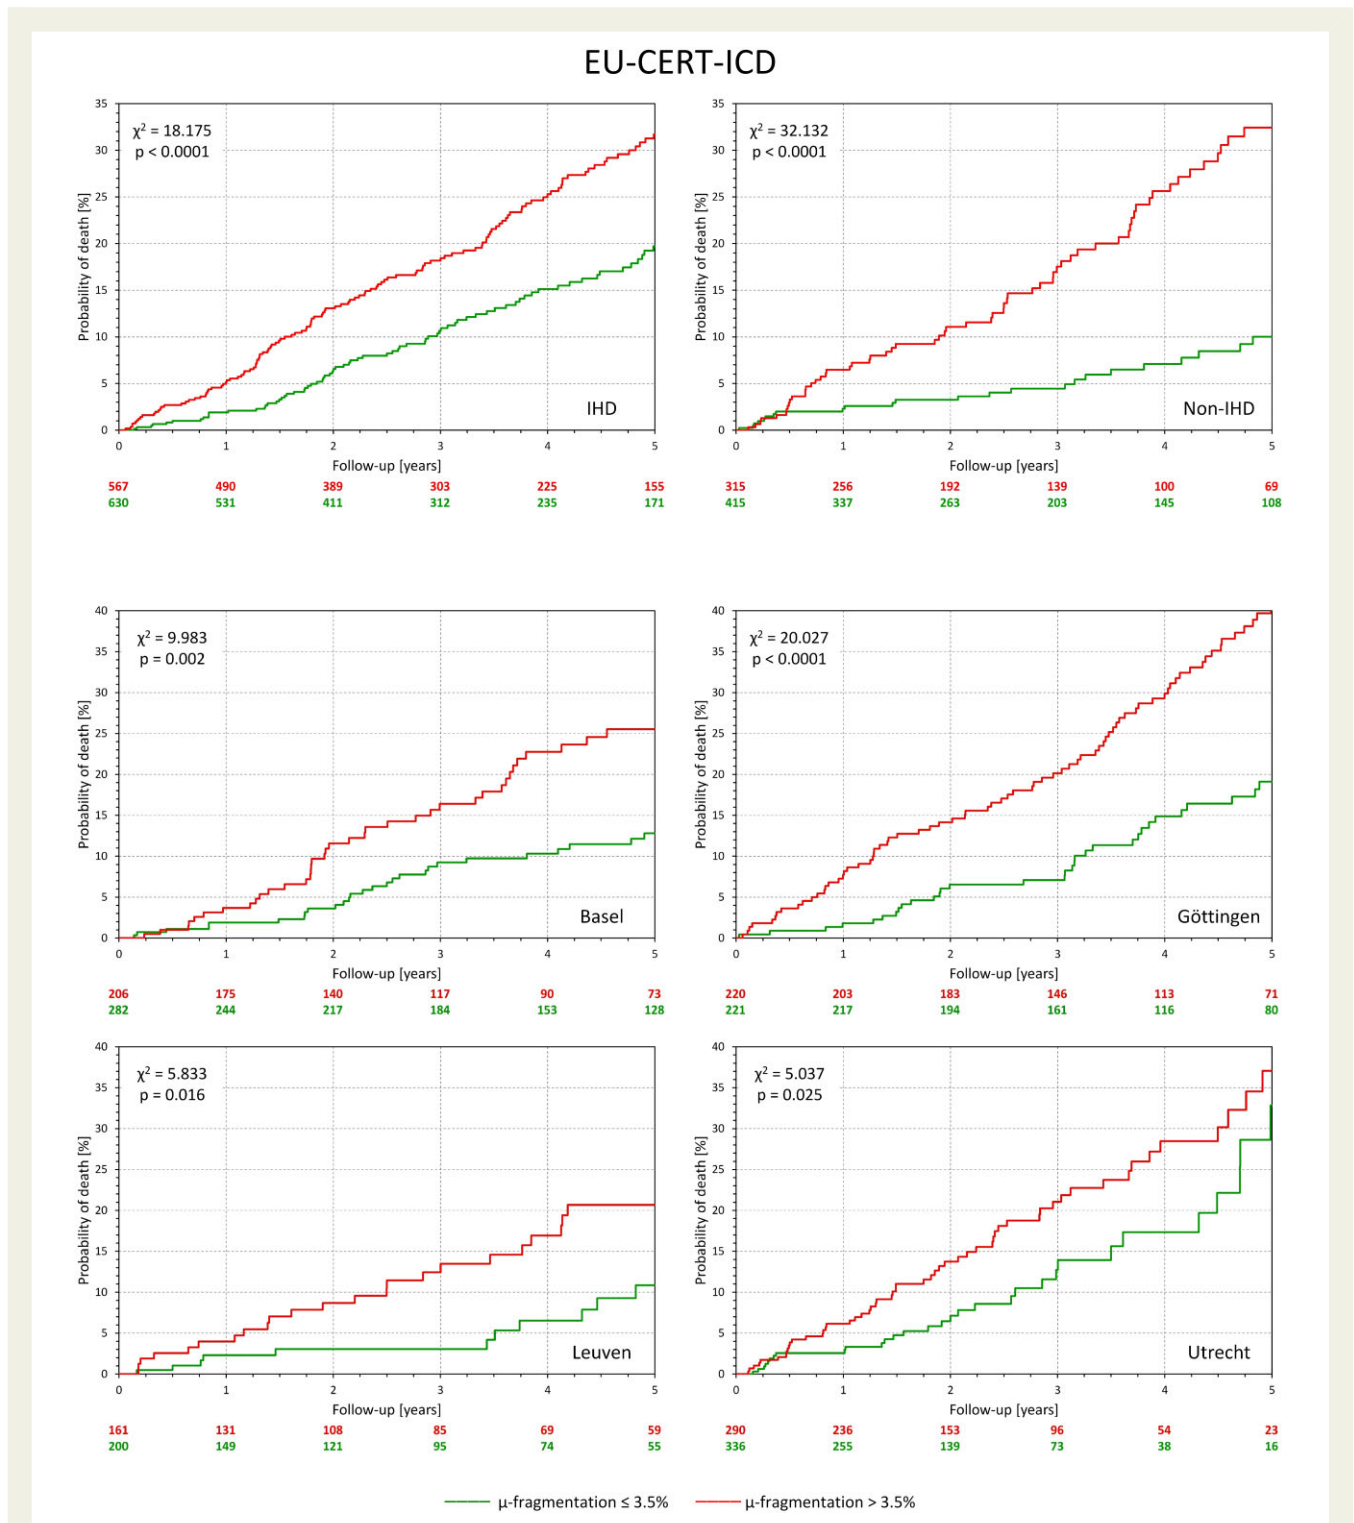 EU-CERT-ICD
χ² = 18.175
p < 0.0001
Probability of death [%]
35
30
25
20
15
10
5
0
IHD
0 1 2 3 4 5
Follow-up [years]
567 490 389 303 225 155
630 531 411 312 235 171
χ² = 32.132
p < 0.0001
Probability of death [%]
35
30
25
20
15
10
5
0
Non-IHD
0 1 2 3 4 5
Follow-up [years]
315 256 192 139 100 69
415 337 263 203 145 108
χ² = 9.983
p = 0.002
Probability of death [%]
40
35
30
25
20
15
10
5
0
Basel
0 1 2 3 4 5
Follow-up [years]
206 175 140 117 90 73
282 244 217 184 153 128
χ² = 20.027
p < 0.0001
Probability of death [%]
40
35
30
25
20
15
10
5
0
Göttingen
0 1 2 3 4 5
Follow-up [years]
220 203 183 146 113 71
221 217 194 161 116 80
χ² = 5.833
p = 0.016
Probability of death [%]
40
35
30
25
20
15
10
5
0
Leuven
0 1 2 3 4 5
Follow-up [years]
161 131 108 85 69 59
200 149 121 95 74 55
χ² = 5.037
p = 0.025
Probability of death [%]
40
35
30
25
20
15
10
5
0
Utrecht
0 1 2 3 4 5
Follow-up [years]
290 236 153 96 54 23
336 255 139 73 38 16
μ-fragmentation ≤ 3.5% μ-fragmentation > 3.5%